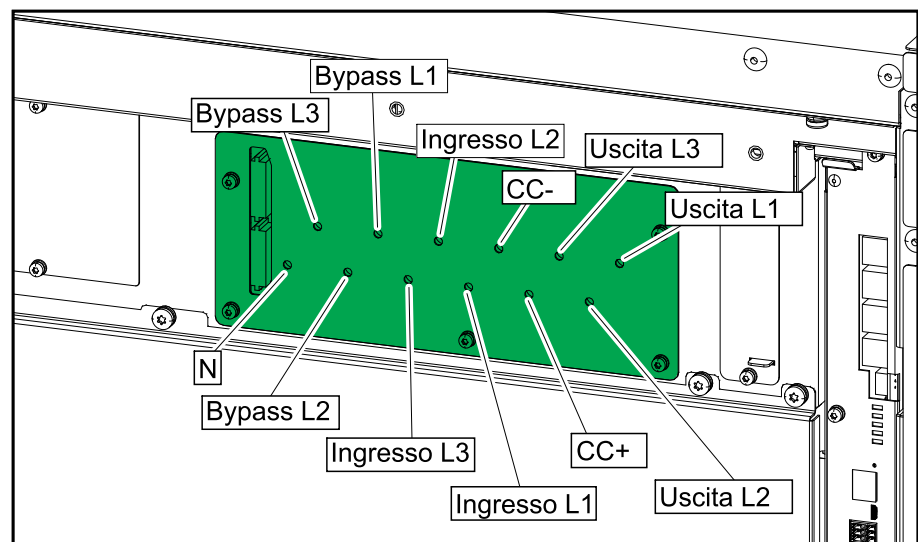 Bypass L1
Bypass L3
Ingresso L2
Uscita L3
CC-
Uscita L1
N
Bypass L2
Ingresso L3
CC+
Ingresso L1
Uscita L2